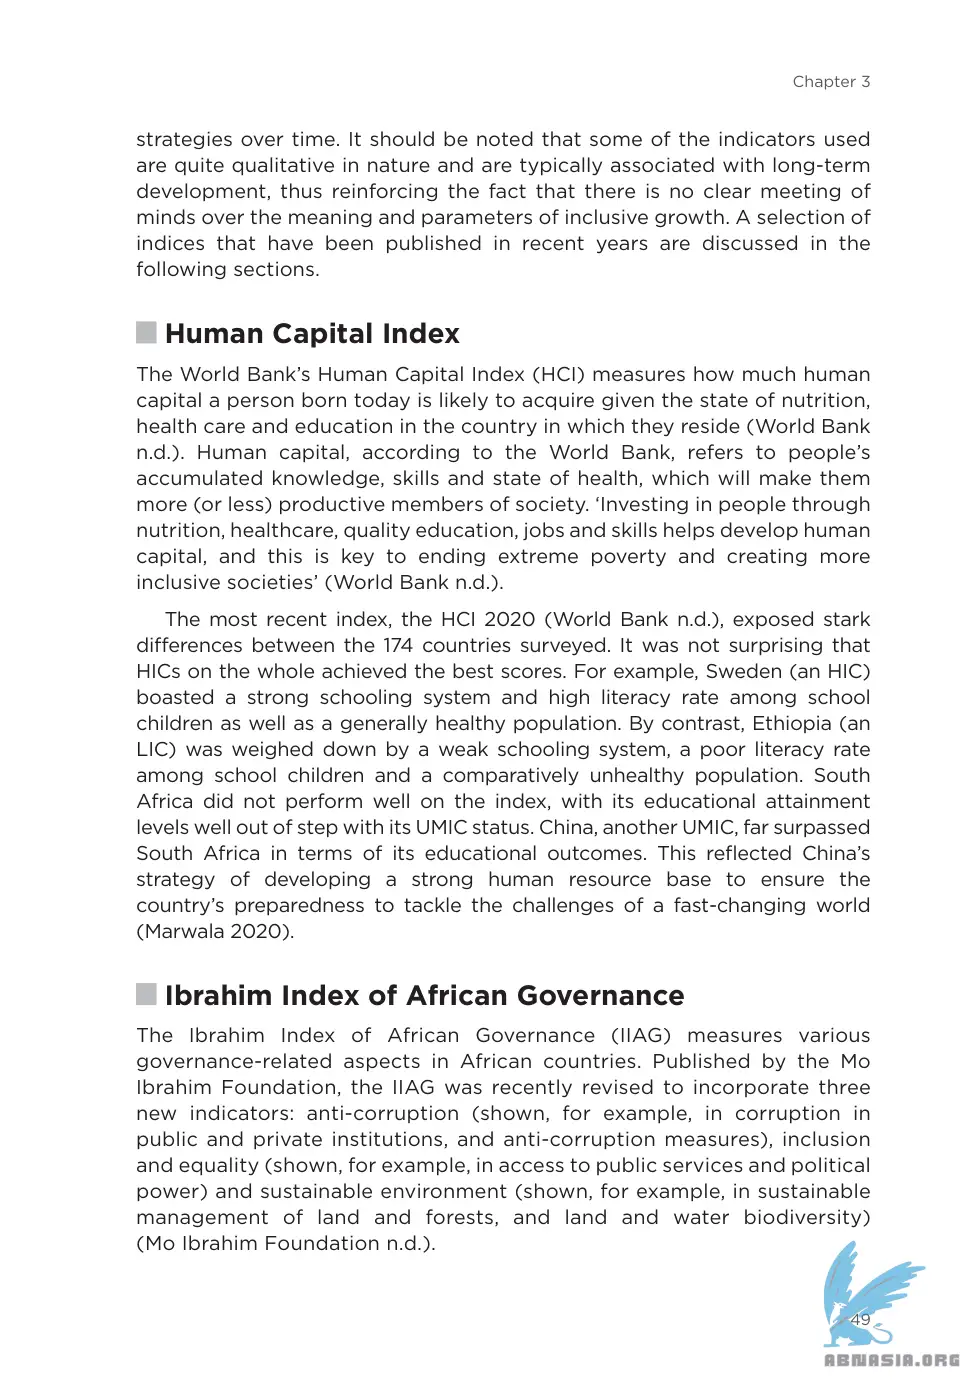 Chapter 3
strategies over time. It should be noted that some of the indicators used
are quite qualitative in nature and are typically associated with long-term
development, thus reinforcing the fact that there is no clear meeting of
minds over the meaning and parameters of inclusive growth. A selection of
indices that have been published in recent years are discussed in the
following sections.
Human Capital Index
The World Bank’s Human Capital Index (HCI) measures how much human
capital a person born today is likely to acquire given the state of nutrition,
health care and education in the country in which they reside (World Bank
n.d.). Human capital, according to the World Bank, refers to people’s
accumulated knowledge, skills and state of health, which will make them
more (or less) productive members of society. ‘Investing in people through
nutrition, healthcare, quality education, jobs and skills helps develop human
capital, and this is key to ending extreme poverty and creating more
inclusive societies’ (World Bank n.d.).
The most recent index, the HCI 2020 (World Bank n.d.), exposed stark
differences between the 174 countries surveyed. It was not surprising that
HICs on the whole achieved the best scores. For example, Sweden (an HIC)
boasted a strong schooling system and high literacy rate among school
children as well as a generally healthy population. By contrast, Ethiopia (an
LIC) was weighed down by a weak schooling system, a poor literacy rate
among school children and a comparatively unhealthy population. South
Africa did not perform well on the index, with its educational attainment
levels well out of step with its UMIC status. China, another UMIC, far surpassed
South Africa in terms of its educational outcomes. This reflected China’s
strategy of developing a strong human resource base to ensure the
country’s preparedness to tackle the challenges of a fast-changing world
(Marwala 2020).
Ibrahim Index of African Governance
The Ibrahim Index of African Governance (IIAG) measures various
governance-related aspects in African countries. Published by the Mo
Ibrahim Foundation, the IIAG was recently revised to incorporate three
new indicators: anti-corruption (shown, for example, in corruption in
public and private institutions, and anti-corruption measures), inclusion
and equality (shown, for example, in access to public services and political
power) and sustainable environment (shown, for example, in sustainable
management of land and forests, and land and water biodiversity)
(Mo Ibrahim Foundation n.d.).
49
ABNASIA.ORG